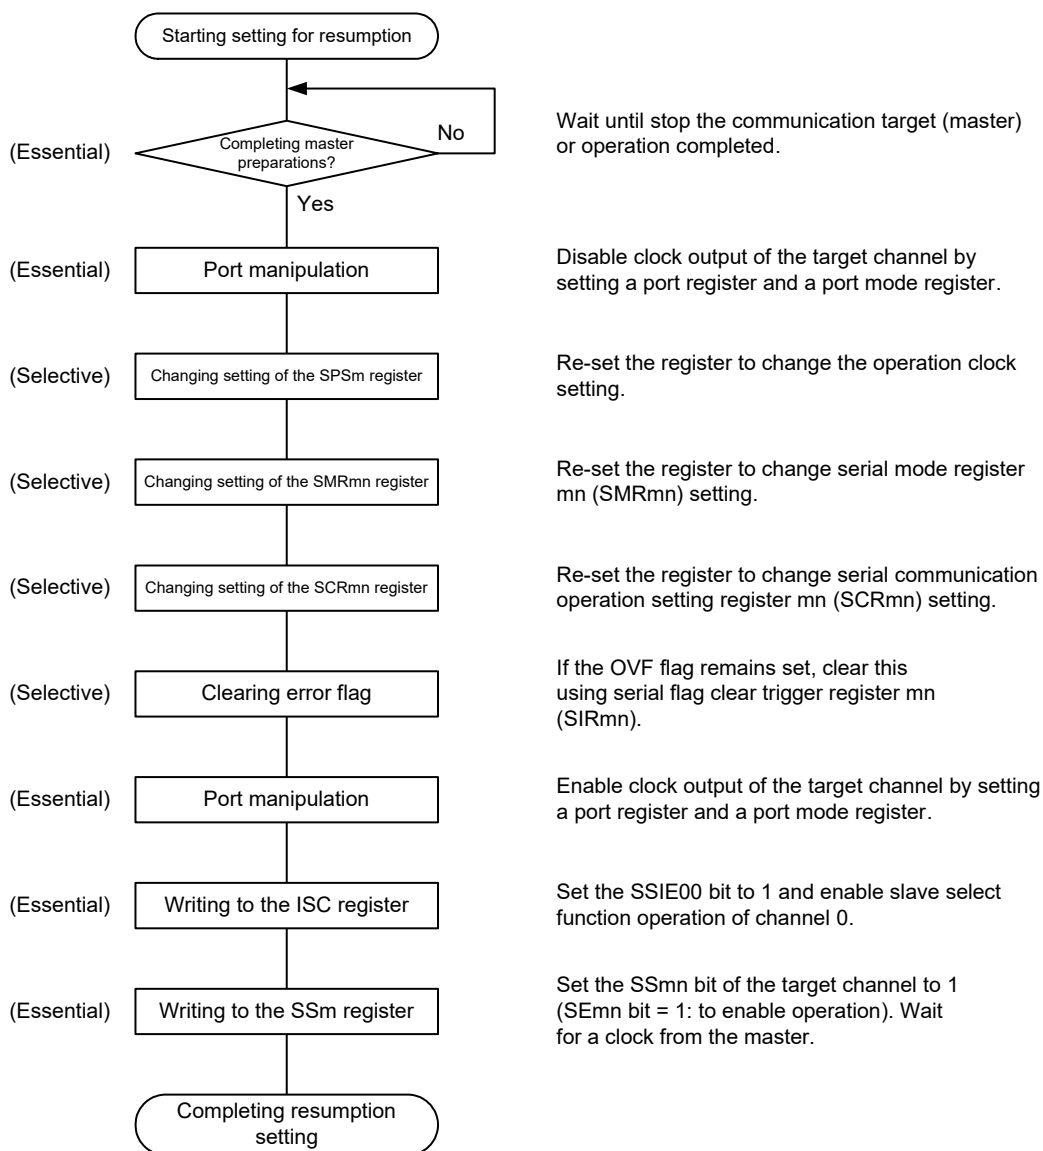 Starting setting for resumption
(Essential)
Completing master
preparations?
No
Yes
Wait until stop the communication target (master)
or operation completed.
(Essential)
Port manipulation
Disable clock output of the target channel by
setting a port register and a port mode register.
(Selective)
Changing setting of the SPSm register
Re-set the register to change the operation clock
setting.
(Selective)
Changing setting of the SMRmn register
Re-set the register to change serial mode register
mn (SMRmn) setting.
(Selective)
Changing setting of the SCRmn register
Re-set the register to change serial communication
operation setting register mn (SCRmn) setting.
(Selective)
Clearing error flag
If the OVF flag remains set, clear this
using serial flag clear trigger register mn
(SIRmn).
(Essential)
Port manipulation
Enable clock output of the target channel by setting
a port register and a port mode register.
(Essential)
Writing to the ISC register
Set the SSIE00 bit to 1 and enable slave select
function operation of channel 0.
(Essential)
Writing to the SSm register
Set the SSmn bit of the target channel to 1
(SEmn bit = 1: to enable operation). Wait
for a clock from the master.
Completing resumption
setting